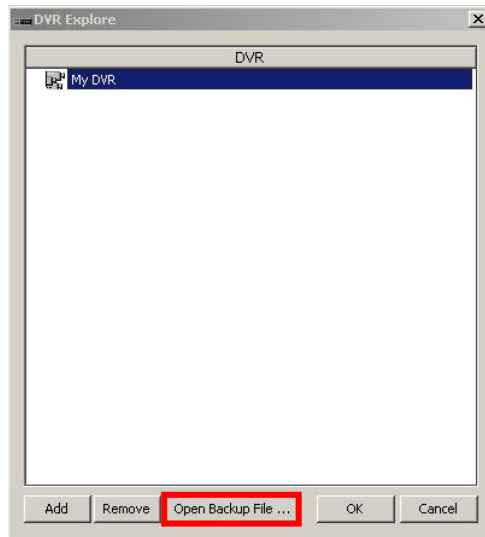 DVR Explore
DVR
My DVR
Add Remove Open Backup File ... OK Cancel